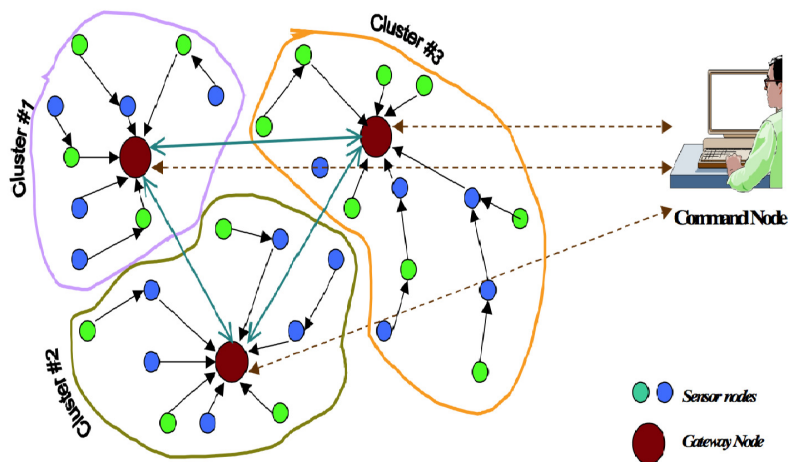 Cluster #1
Cluster #3
Command Node
Cluster #2
Sensor nodes
Gateway Node